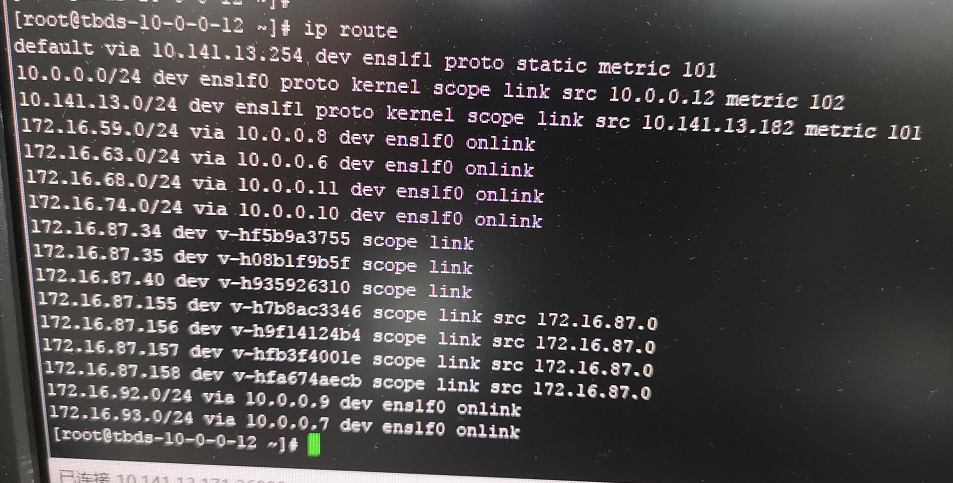 [root@tbds-10-0-0-12 ~]#
[root@tbds-10-0-0-12 ~]# ip route
default via 10.141.13.254 dev ens1f1 proto static metric 101
10.0.0.0/24 dev ens1f0 proto kernel scope link src 10.0.0.12 metric 102
10.141.13.0/24 dev ens1f1 proto kernel scope link src 10.141.13.182 metric 101
172.16.59.0/24 via 10.0.0.8 dev ens1f0 onlink
172.16.63.0/24 via 10.0.0.6 dev ens1f0 onlink
172.16.68.0/24 via 10.0.0.11 dev ens1f0 onlink
172.16.74.0/24 via 10.0.0.10 dev ens1f0 onlink
172.16.87.34 dev v-hf5b9a3755 scope link
172.16.87.35 dev v-h08b1f9b5f scope link
172.16.87.40 dev v-h935926310 scope link
172.16.87.155 dev v-h7b8ac3346 scope link src 172.16.87.0
172.16.87.156 dev v-h9f14124b4 scope link src 172.16.87.0
172.16.87.157 dev v-hfb3f4001e scope link src 172.16.87.0
172.16.87.158 dev v-hfa674aecb scope link src 172.16.87.0
172.16.92.0/24 via 10.0.0.9 dev ens1f0 onlink
172.16.93.0/24 via 10.0.0.7 dev ens1f0 onlink
[root@tbds-10-0-0-12 ~]#
已连接